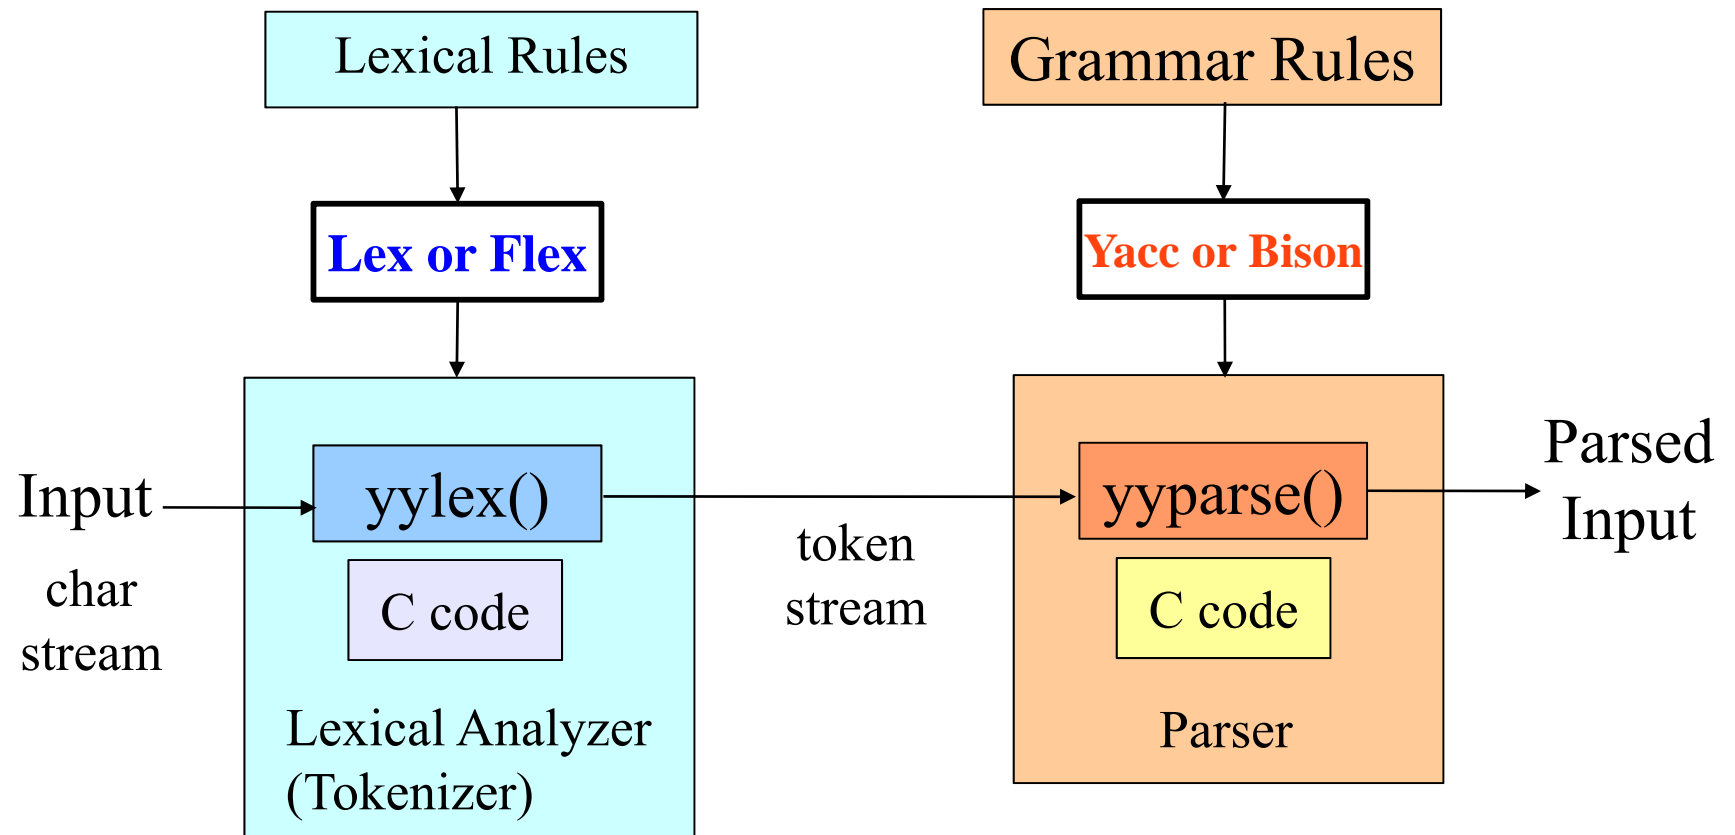 Lexical Rules
Grammar Rules
Lex or Flex
Yacc or Bison
Input
char
stream
yylex()
C code
Lexical Analyzer
(Tokenizer)
token
stream
yyparse()
C code
Parser
Parsed
Input